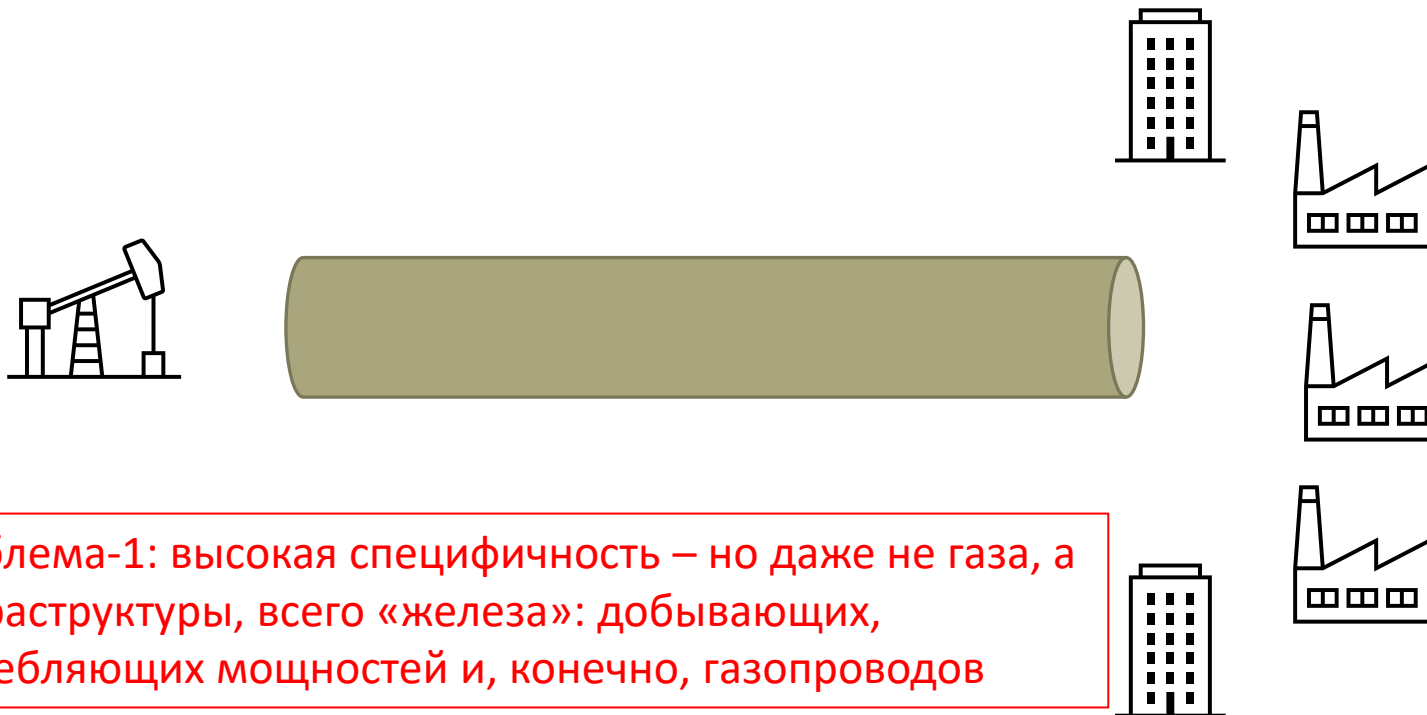 блема-1: высокая специфичность – но даже не газа, а
раструктуры, всего «железа»: добывающих,
ебляющих мощностей и, конечно, газопроводов